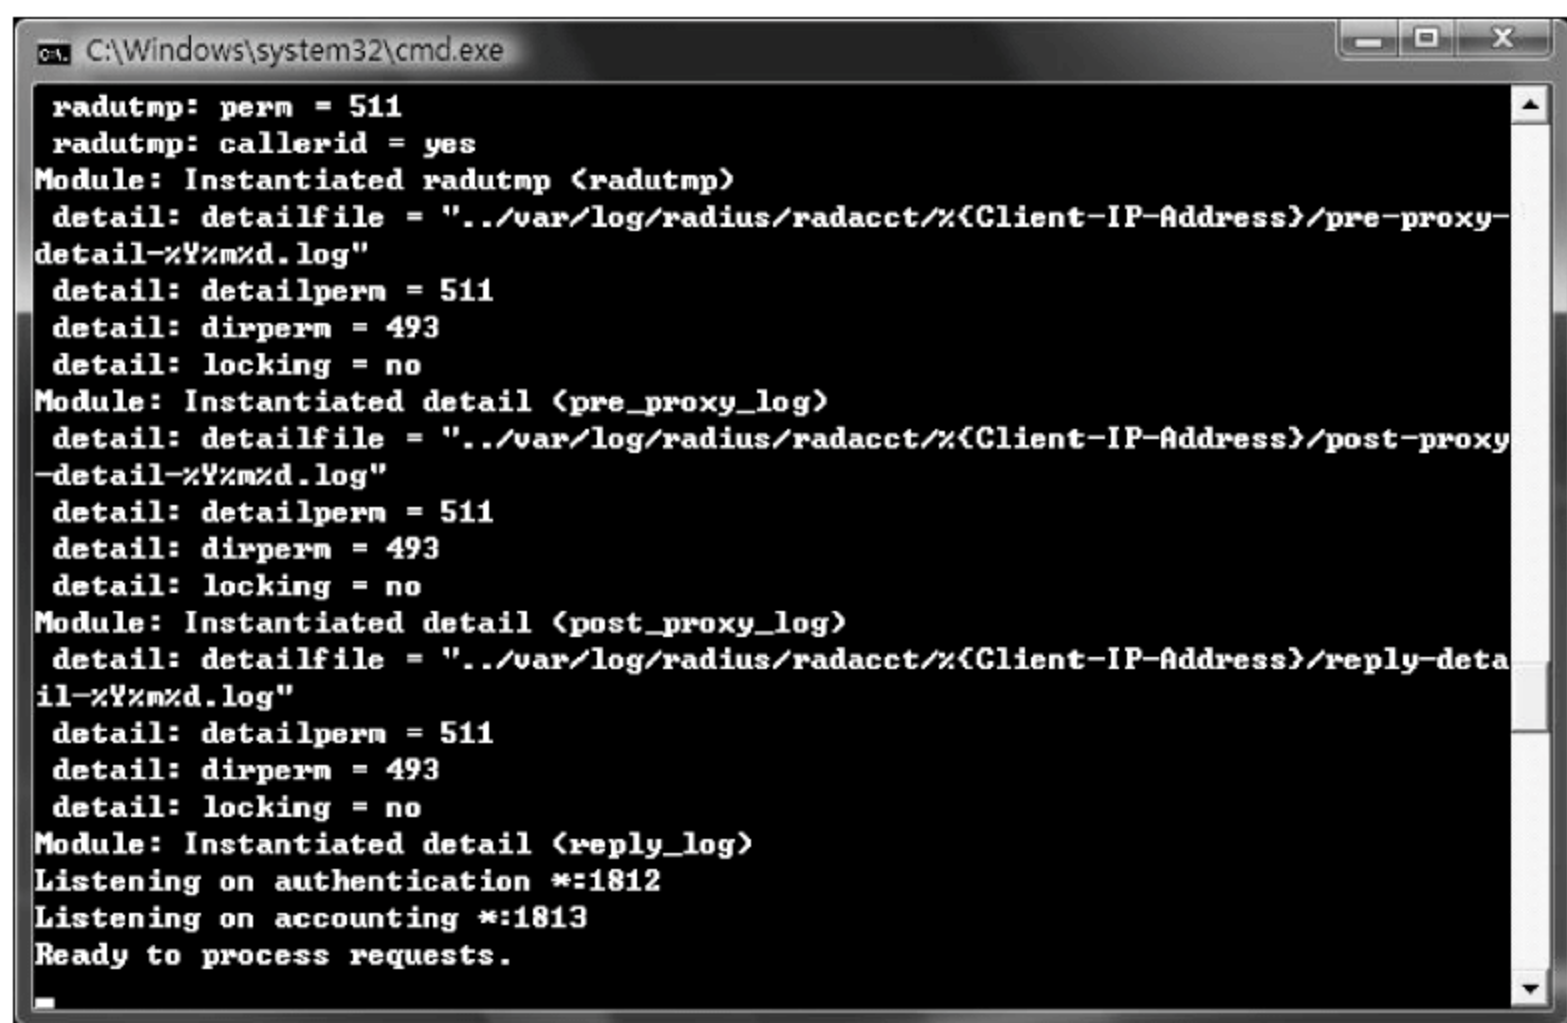 C:\Windows\system32\cmd.exe
radutmp: perm = 511
radutmp: callerid = yes
Module: Instantiated radutmp (radutmp)
detail: detailfile = "../var/log/radius/radacct/%{Client-IP-Address}/pre-proxy-
detail-%Y%m%d.log"
detail: detailperm = 511
detail: dirperm = 493
detail: locking = no
Module: Instantiated detail (pre_proxy_log)
detail: detailfile = "../var/log/radius/radacct/%{Client-IP-Address}/post-proxy
-detail-%Y%m%d.log"
detail: detailperm = 511
detail: dirperm = 493
detail: locking = no
Module: Instantiated detail (post_proxy_log)
detail: detailfile = "../var/log/radius/radacct/%{Client-IP-Address}/reply-deta
il-%Y%m%d.log"
detail: detailperm = 511
detail: dirperm = 493
detail: locking = no
Module: Instantiated detail (reply_log)
Listening on authentication *:1812
Listening on accounting *:1813
Ready to process requests.